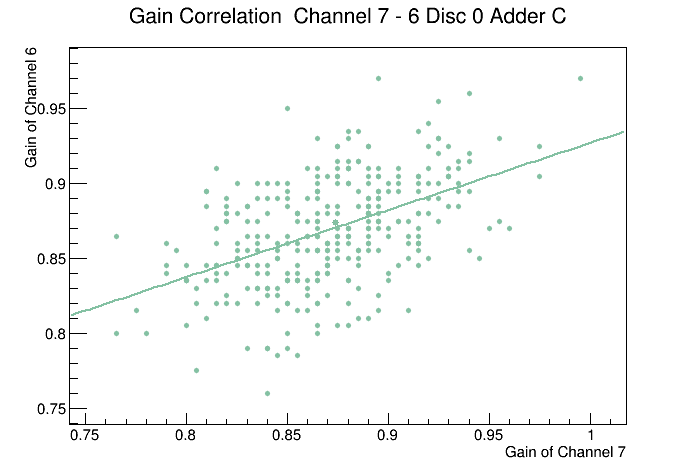 Gain Correlation  Channel 7 - 6 Disc 0 Adder C
Gain of Channel 6
0.95
0.9
0.85
0.8
0.75
0.75 0.8 0.85 0.9 0.95 1
Gain of Channel 7